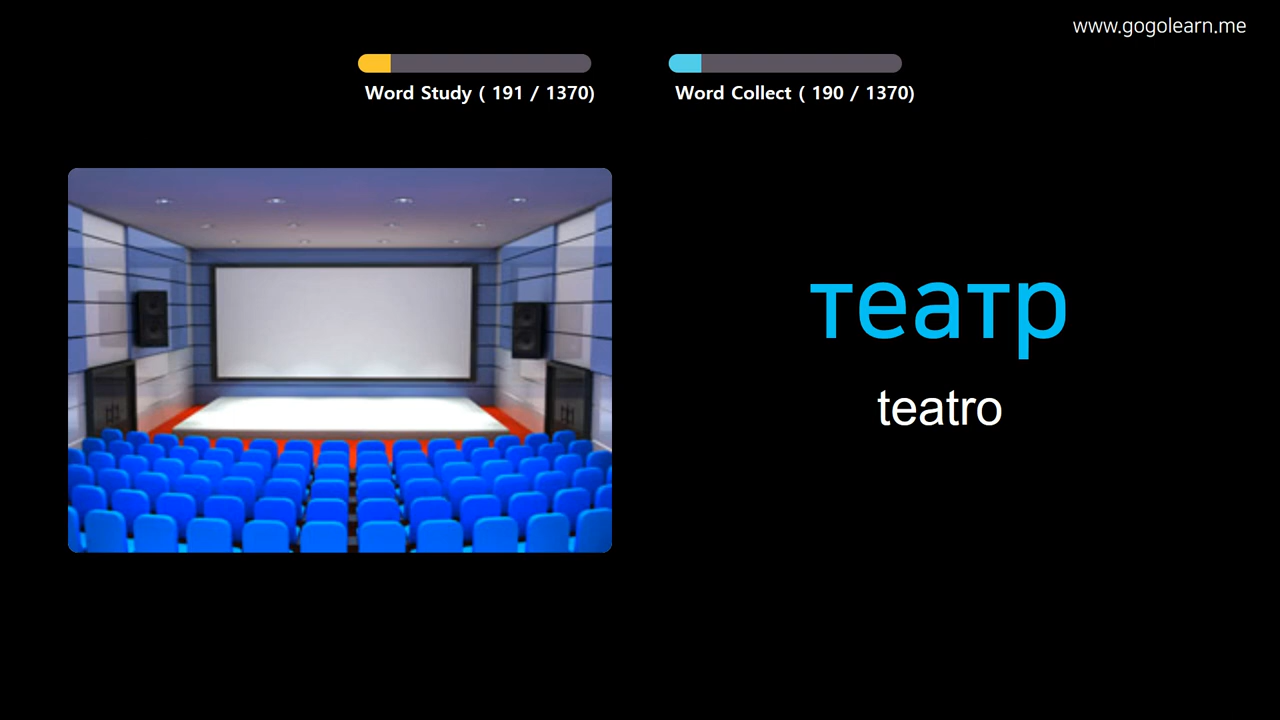 www.gogolearn.me
Word Study ( 191 / 1370)
Word Collect ( 190 / 1370)
театр
teatro